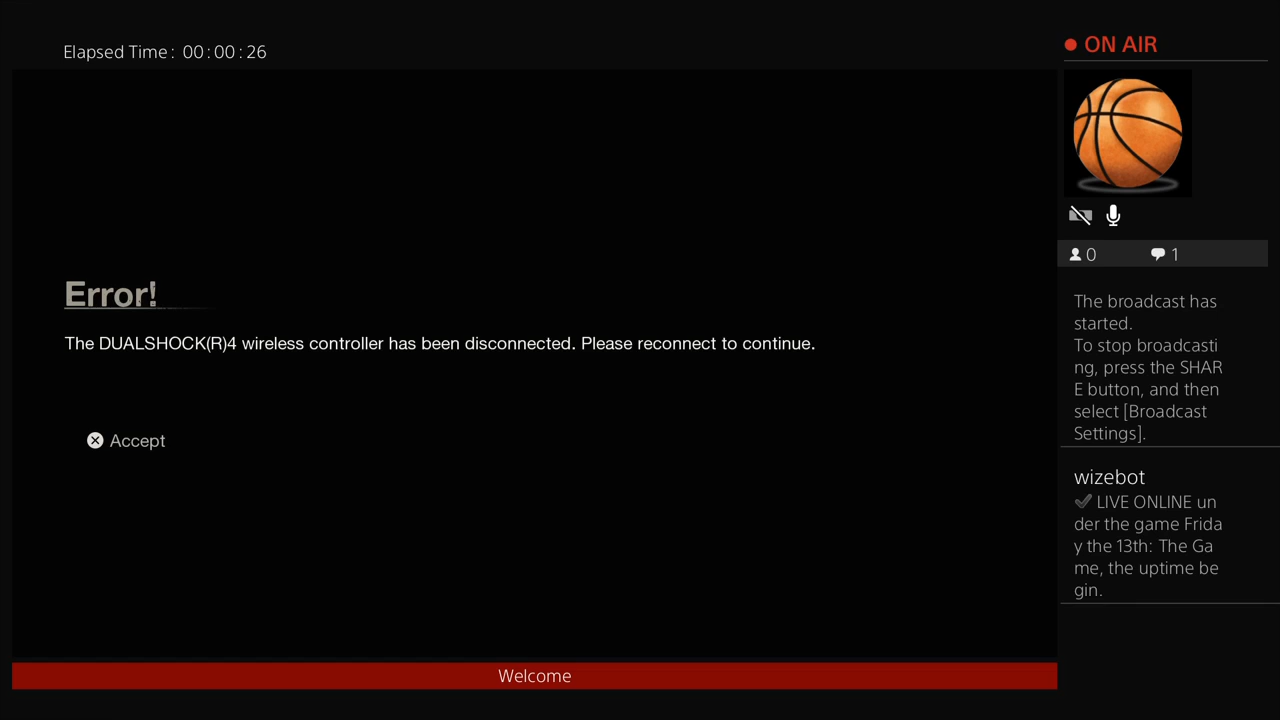 Elapsed Time: 00:00:26
ON AIR
0
1
Error!
The DUALSHOCK(R)4 wireless controller has been disconnected. Please reconnect to continue.
Accept
The broadcast has
started.
To stop broadcasti
ng, press the SHAR
E button, and then
select [Broadcast
Settings].
wizebot
LIVE ONLINE un
der the game Frida
y the 13th: The Ga
me, the uptime be
gin.
Welcome